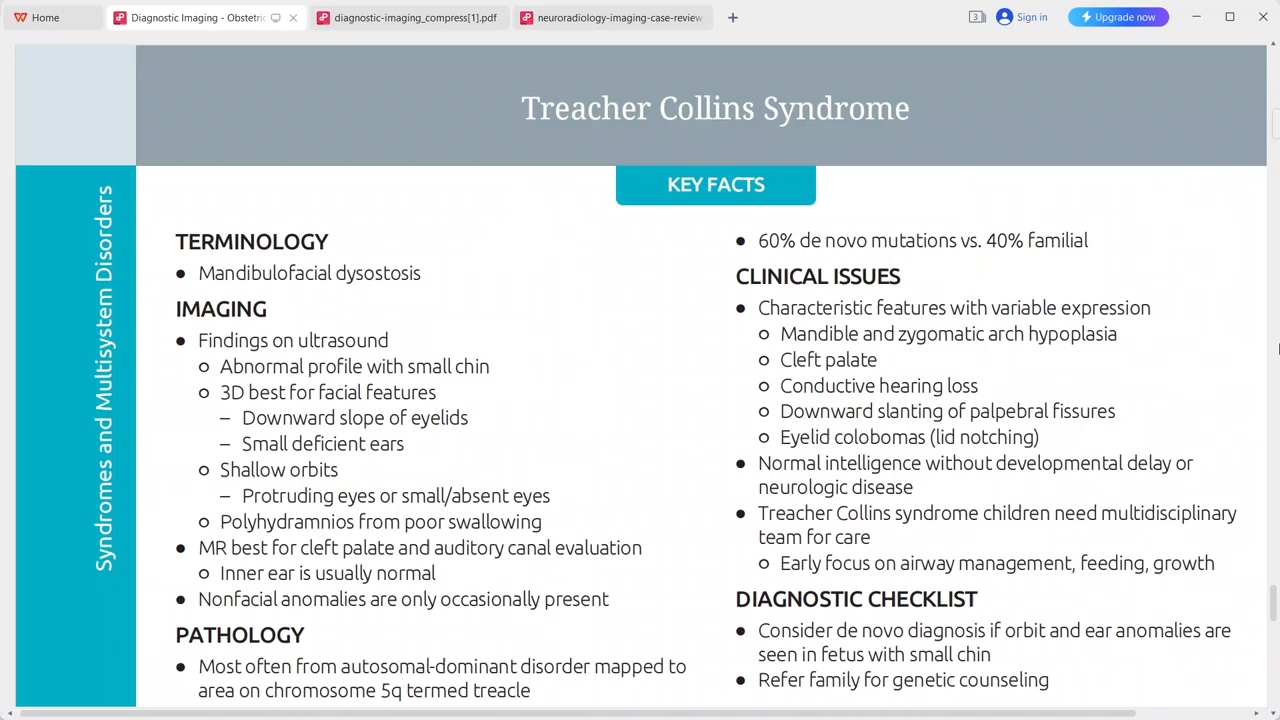 Home
Diagnostic Imaging - Obstetric
diagnostic-imaging_compress[1].pdf
neuroradiology-imaging-case-review
3
Sign in
Upgrade now
Treacher Collins Syndrome
Syndromes and Multisystem Disorders
KEY FACTS
TERMINOLOGY
● Mandibulofacial dysostosis
IMAGING
● Findings on ultrasound
○ Abnormal profile with small chin
○ 3D best for facial features
– Downward slope of eyelids
– Small deficient ears
○ Shallow orbits
– Protruding eyes or small/absent eyes
○ Polyhydramnios from poor swallowing
● MR best for cleft palate and auditory canal evaluation
○ Inner ear is usually normal
● Nonfacial anomalies are only occasionally present
PATHOLOGY
● Most often from autosomal-dominant disorder mapped to
area on chromosome 5q termed treacle
● 60% de novo mutations vs. 40% familial
CLINICAL ISSUES
● Characteristic features with variable expression
○ Mandible and zygomatic arch hypoplasia
○ Cleft palate
○ Conductive hearing loss
○ Downward slanting of palpebral fissures
○ Eyelid colobomas (lid notching)
● Normal intelligence without developmental delay or
neurologic disease
● Treacher Collins syndrome children need multidisciplinary
team for care
○ Early focus on airway management, feeding, growth
DIAGNOSTIC CHECKLIST
● Consider de novo diagnosis if orbit and ear anomalies are
seen in fetus with small chin
● Refer family for genetic counseling